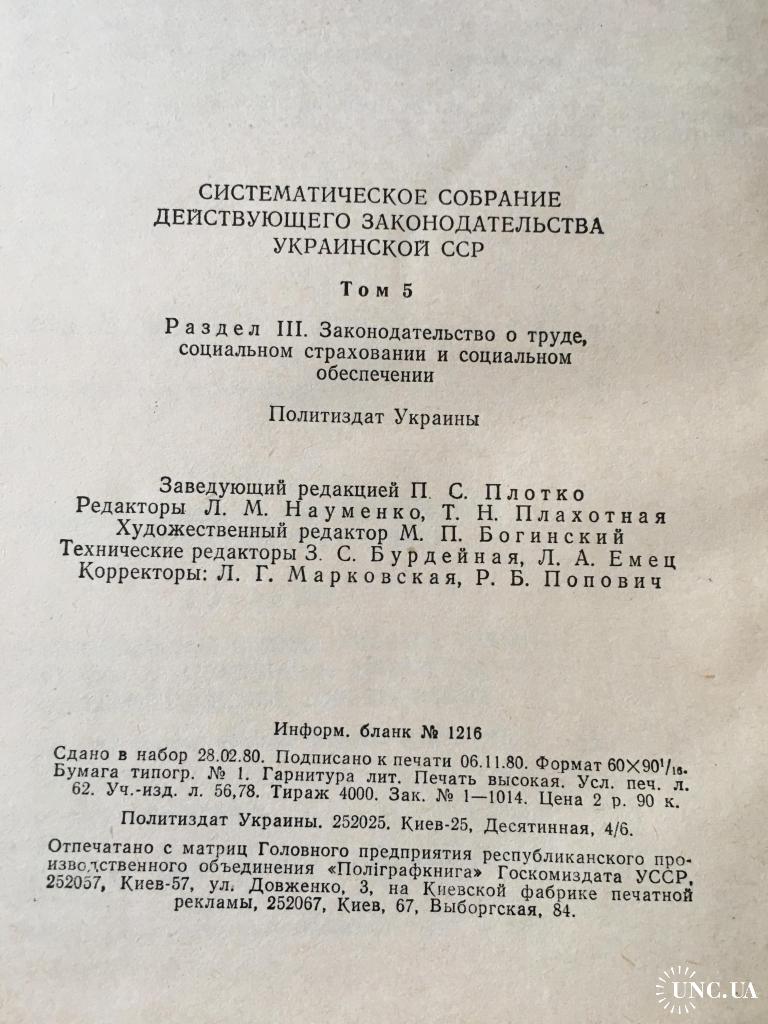 СИСТЕМАТИЧЕСКОЕ СОБРАНИЕ
ДЕЙСТВУЮЩЕГО ЗАКОНОДАТЕЛЬСТВА
УКРАИНСКОЙ ССР
Том 5
Раздел III. Законодательство о труде,
социальном страховании и социальном
обеспечении
Политиздат Украины
Заведующий редакцией П. С. Плотко
Редакторы Л. М. Науменко, Т. Н. Плахотная
Художественный редактор М. П. Богинский
Технические редакторы З. С. Бурдейная, Л. А. Емец
Корректоры: Л. Г. Марковская, Р. Б. Попович
Информ. бланк № 1216
Сдано в набор 28.02.80. Подписано к печати 06.11.80. Формат 60×90¹/₁₆.
Бумага типогр. № 1. Гарнитура лит. Печать высокая. Усл. печ. л.
62. Уч.-изд. л. 56,78. Тираж 4000. Зак. № 1—1014. Цена 2 р. 90 к.
Политиздат Украины. 252025. Киев-25, Десятинная, 4/6.
Отпечатано с матриц Головного предприятия республиканского про-
изводственного объединения «Поліграфкнига» Госкомиздата УССР,
252057, Киев-57, ул. Довженко, 3, на Киевской фабрике печатной
рекламы, 252067, Киев, 67, Выборгская, 84.
UNC.UA